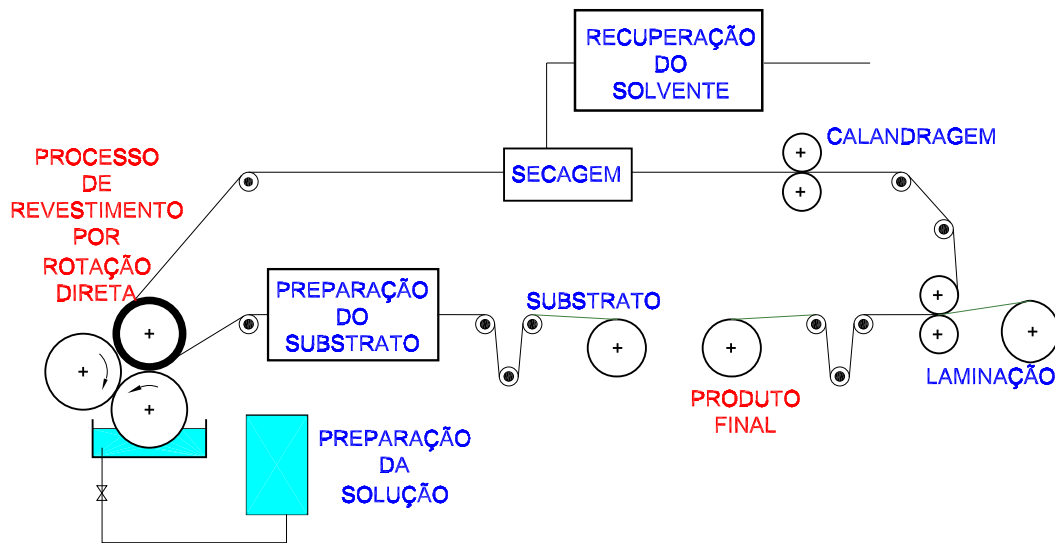 RECUPERAÇÃO
DO
SOLVENTE
CALANDRAGEM
PROCESSO
DE
REVESTIMENTO
POR
ROTAÇÃO
DIRETA
SECAGEM
PREPARAÇÃO
DO
SUBSTRATO
SUBSTRATO
LAMINAÇÃO
PRODUTO
FINAL
PREPARAÇÃO
DA
SOLUÇÃO